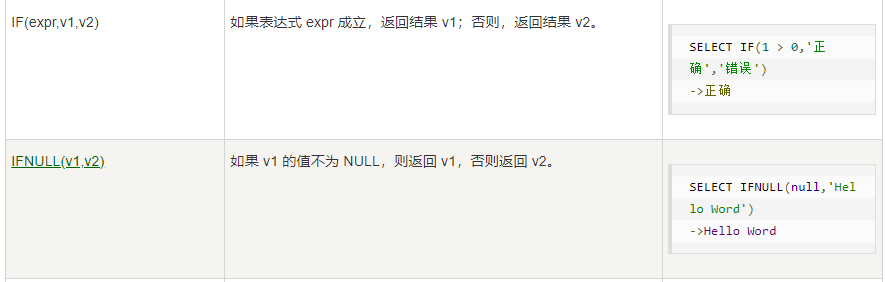 IF(expr,v1,v2)
如果表达式 expr 成立，返回结果 v1；否则，返回结果 v2。
SELECT IF(1 > 0,'正
确','错误')
->正确
IFNULL(v1,v2)
如果 v1 的值不为 NULL，则返回 v1，否则返回 v2。
SELECT IFNULL(null,'Hel
lo Word')
->Hello Word